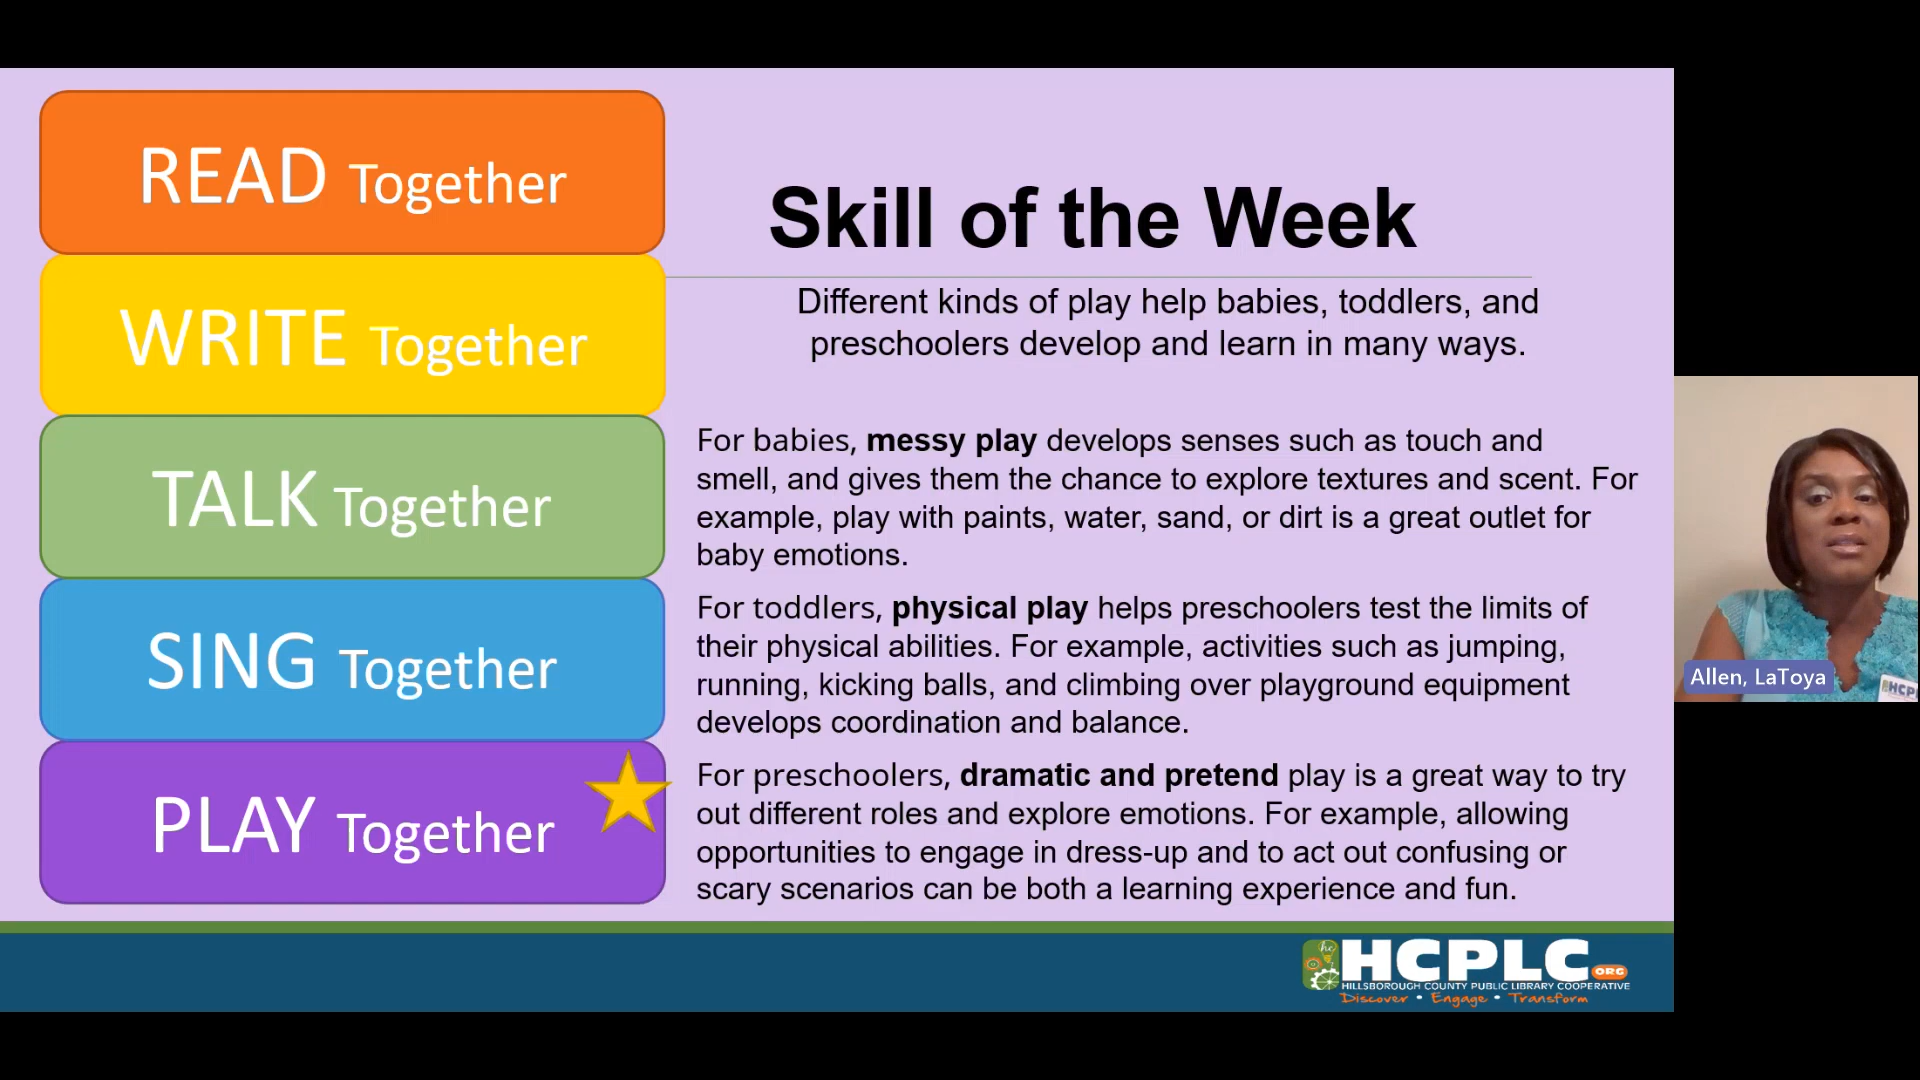 READ Together
WRITE Together
TALK Together
SING Together
PLAY Together
Skill of the Week
Different kinds of play help babies, toddlers, and
preschoolers develop and learn in many ways.
For babies, messy play develops senses such as touch and
smell, and gives them the chance to explore textures and scent. For
example, play with paints, water, sand, or dirt is a great outlet for
baby emotions.
For toddlers, physical play helps preschoolers test the limits of
their physical abilities. For example, activities such as jumping,
running, kicking balls, and climbing over playground equipment
develops coordination and balance.
For preschoolers, dramatic and pretend play is a great way to try
out different roles and explore emotions. For example, allowing
opportunities to engage in dress-up and to act out confusing or
scary scenarios can be both a learning experience and fun.
hc
HCPLC.ORG
HILLSBOROUGH COUNTY PUBLIC LIBRARY COOPERATIVE
Discover • Engage • Transform
Allen, LaToya